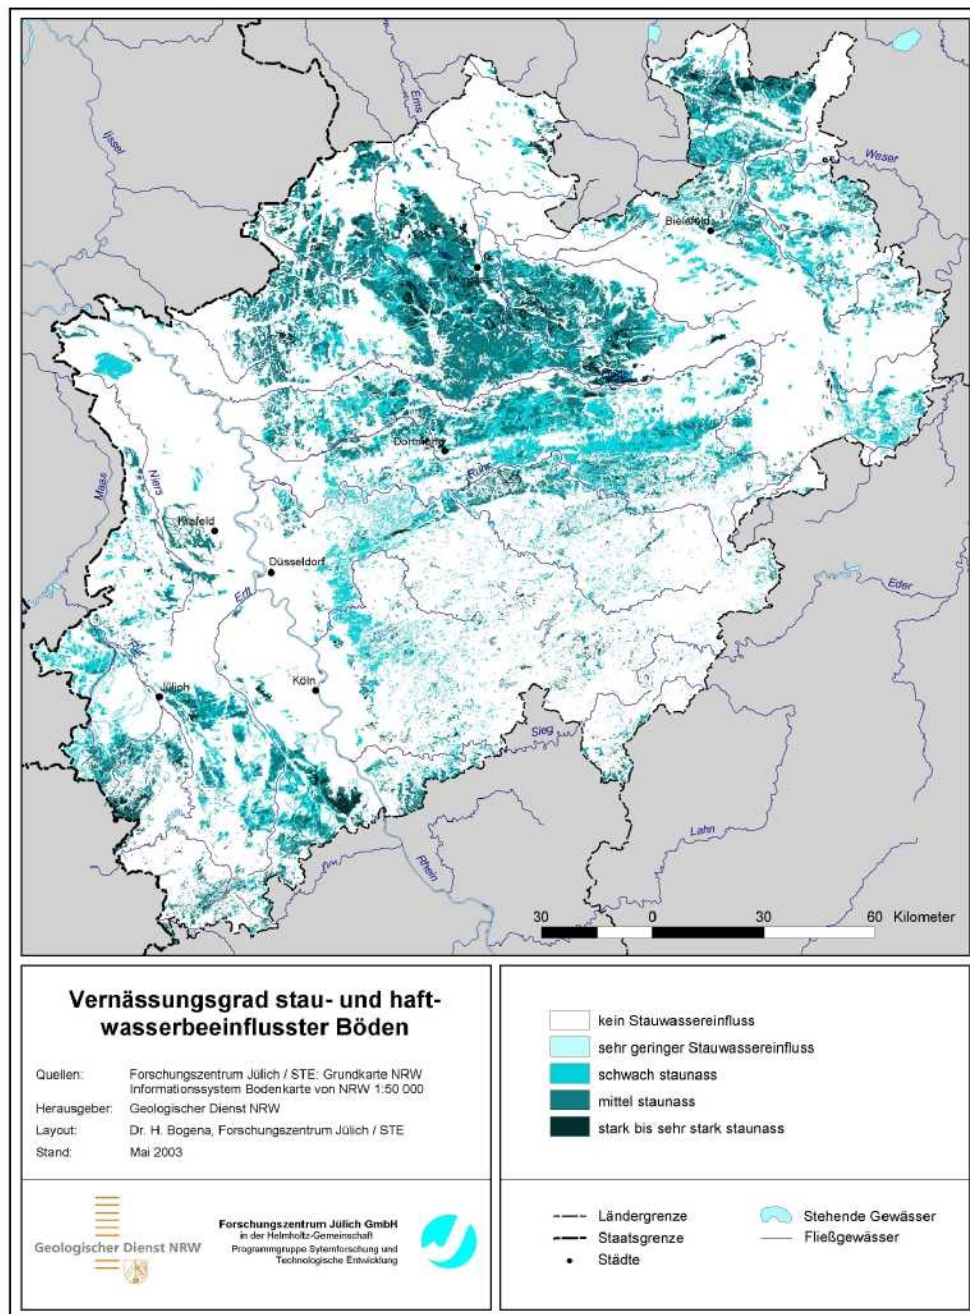 Ijssel
Ems
Weser
Bielefeld
Maas
Niers
Dortmund
Ruhr
Krefeld
Düsseldorf
Erft
Eder
Jülich
Köln
Sieg
Lahn
Rhein
30 0 30 60 Kilometer
Vernässungsgrad stau- und haft-
wasserbeeinflusster Böden
Quellen: Forschungszentrum Jülich / STE: Grundkarte NRW
Informationssystem Bodenkarte von NRW 1:50 000
Herausgeber: Geologischer Dienst NRW
Layout: Dr. H. Bogena, Forschungszentrum Jülich / STE
Stand: Mai 2003
Geologischer Dienst NRW
Forschungszentrum Jülich GmbH
in der Helmholtz-Gemeinschaft
Programmgruppe Sytemforschung und
Technologische Entwicklung
kein Stauwassereinfluss
sehr geringer Stauwassereinfluss
schwach staunass
mittel staunass
stark bis sehr stark staunass
Ländergrenze
Staatsgrenze
Städte
Stehende Gewässer
Fließgewässer